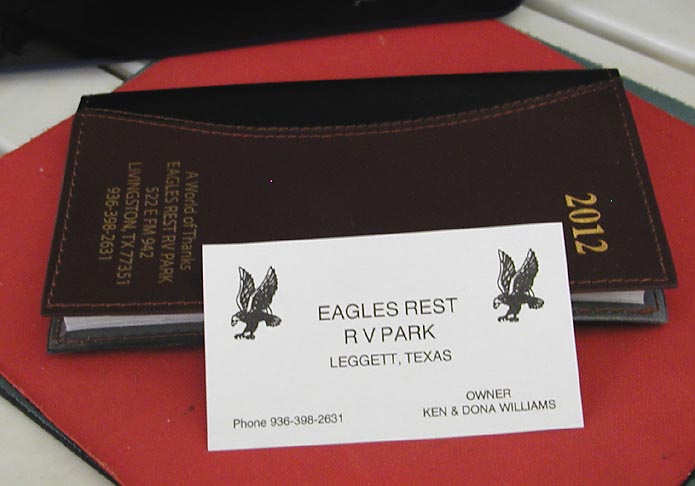 A World of Thanks
EAGLES REST RV PARK
522 E FM 942
LIVINGSTON, TX 77351
936-398-2631
2012
EAGLES REST
R V PARK
LEGGETT, TEXAS
OWNER
KEN & DONA WILLIAMS
Phone 936-398-2631